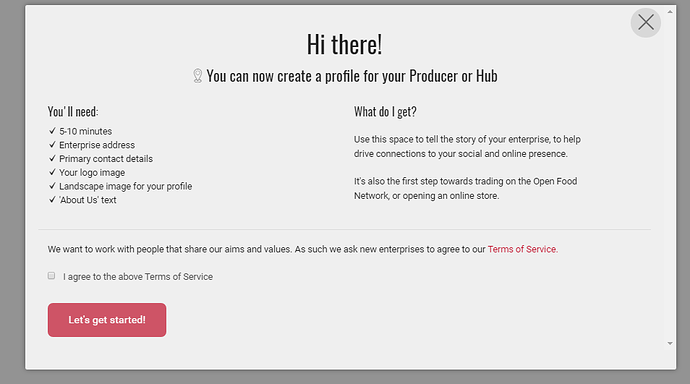 Hi there!
You can now create a profile for your Producer or Hub
You'll need:
5-10 minutes
Enterprise address
Primary contact details
Your logo image
Landscape image for your profile
'About Us' text
What do I get?
Use this space to tell the story of your enterprise, to help
drive connections to your social and online presence.
It's also the first step towards trading on the Open Food
Network, or opening an online store.
We want to work with people that share our aims and values. As such we ask new enterprises to agree to our Terms of Service.
I agree to the above Terms of Service
Let's get started!